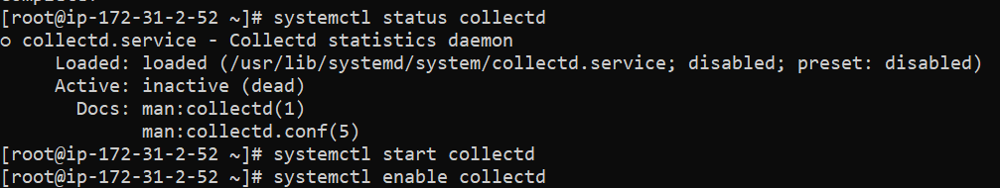 [root@ip-172-31-2-52 ~]# systemctl status collectd
○ collectd.service - Collectd statistics daemon
     Loaded: loaded (/usr/lib/systemd/system/collectd.service; disabled; preset: disabled)
     Active: inactive (dead)
       Docs: man:collectd(1)
             man:collectd.conf(5)
[root@ip-172-31-2-52 ~]# systemctl start collectd
[root@ip-172-31-2-52 ~]# systemctl enable collectd